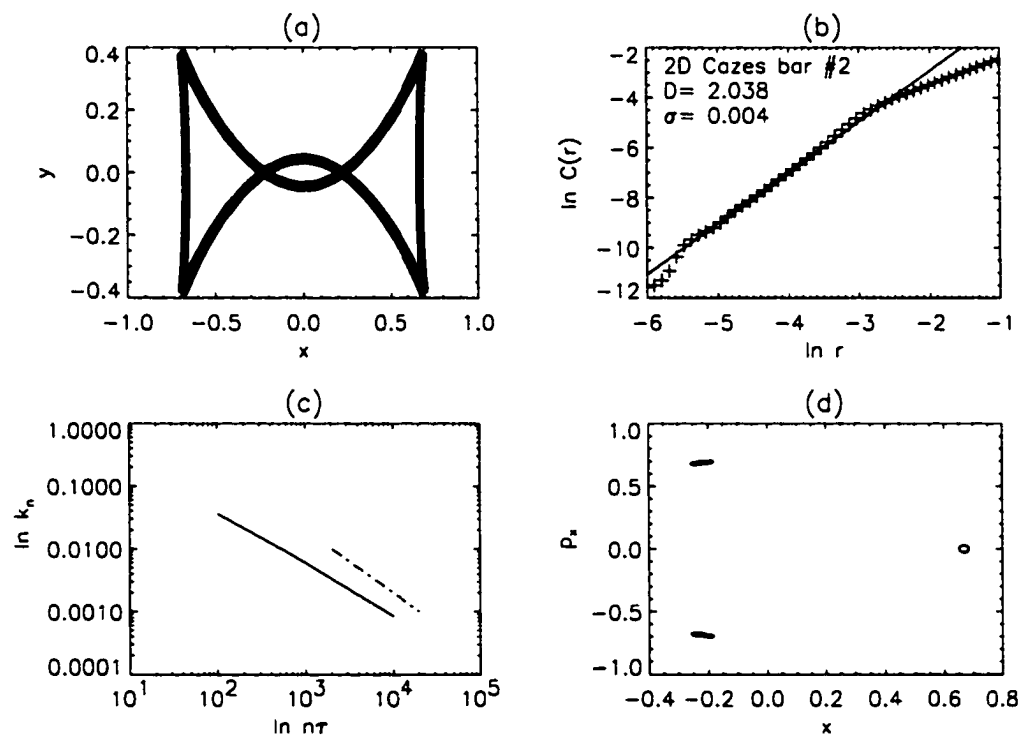 (a)
0.4
0.2
0.0
-0.2
-0.4
y
-1.0 -0.5 0.0 0.5 1.0
x
(b)
2D Cazes bar #2
D= 2.038
σ= 0.004
-2
-4
-6
-8
-10
-12
ln C(r)
-6 -5 -4 -3 -2 -1
ln r
(c)
1.0000
0.1000
0.0100
0.0010
0.0001
ln kₙ
10¹ 10² 10³ 10⁴ 10⁵
ln nτ
(d)
1.0
0.5
0.0
-0.5
-1.0
pₓ
-0.4 -0.2 0.0 0.2 0.4 0.6 0.8
x